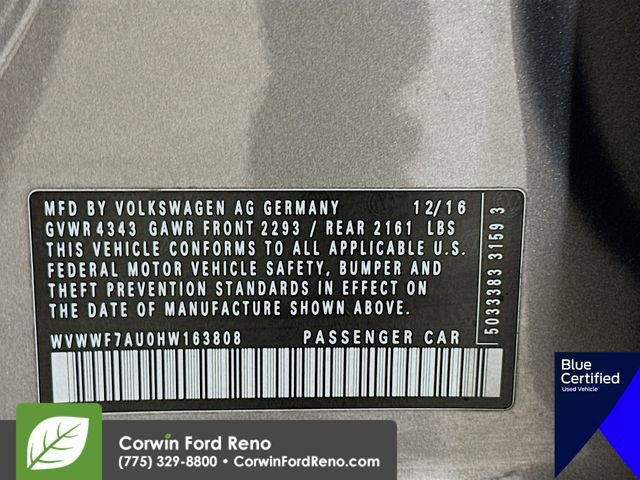 MFD BY VOLKSWAGEN AG GERMANY 12/16
GVWR 4343 GAWR FRONT 2293 / REAR 2161 LBS
THIS VEHICLE CONFORMS TO ALL APPLICABLE U.S.
FEDERAL MOTOR VEHICLE SAFETY, BUMPER AND
THEFT PREVENTION STANDARDS IN EFFECT ON
THE DATE OF MANUFACTURE SHOWN ABOVE.
WVWWF7AU0HW163808 PASSENGER CAR
5033383 3159 3
Blue
Certified
Used Vehicle
Corwin Ford Reno
(775) 329-8800 • CorwinFordReno.com